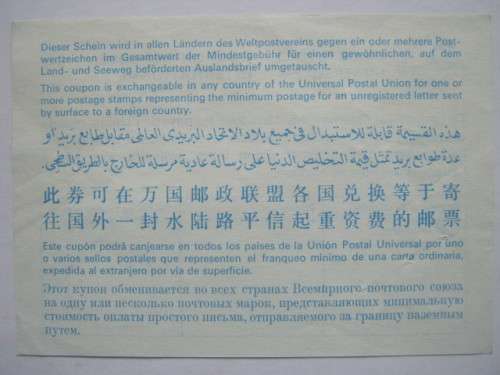 Dieser Schein wird in allen Ländern des Weltpostvereins gegen ein oder mehrere Post-
wertzeichen im Gesamtwert der Mindestgebühr für einen gewöhnlichen, auf dem
Land- und Seeweg beförderten Auslandsbrief umgetauscht.
This coupon is exchangeable in any country of the Universal Postal Union for one or
more postage stamps representing the minimum postage for an unregistered letter sent
by surface to a foreign country.
هذه القسيمة قابلة للاستبدال في جميع بلاد الاتحاد البريدي العالمي مقابل طابع بريد أو
عدة طوابع بريد تمثل قيمة التخليص الدنيا على رسالة عادية مرسلة للخارج بالطريق السطحي.
此券可在万国邮政联盟各国兑换等于寄
往国外一封水陆路平信起重资费的邮票
Este cupón podrá canjearse en todos los países de la Unión Postal Universal por uno
o varios sellos postales que representen el franqueo mínimo de una carta ordinaria,
expedida al extranjero por vía de superficie.
Этот купон обменивается во всех странах Всемирного почтового союза
на одну или несколько почтовых марок, представляющих минимальную
стоимость оплаты простого письма, отправляемого за границу наземным
путем.